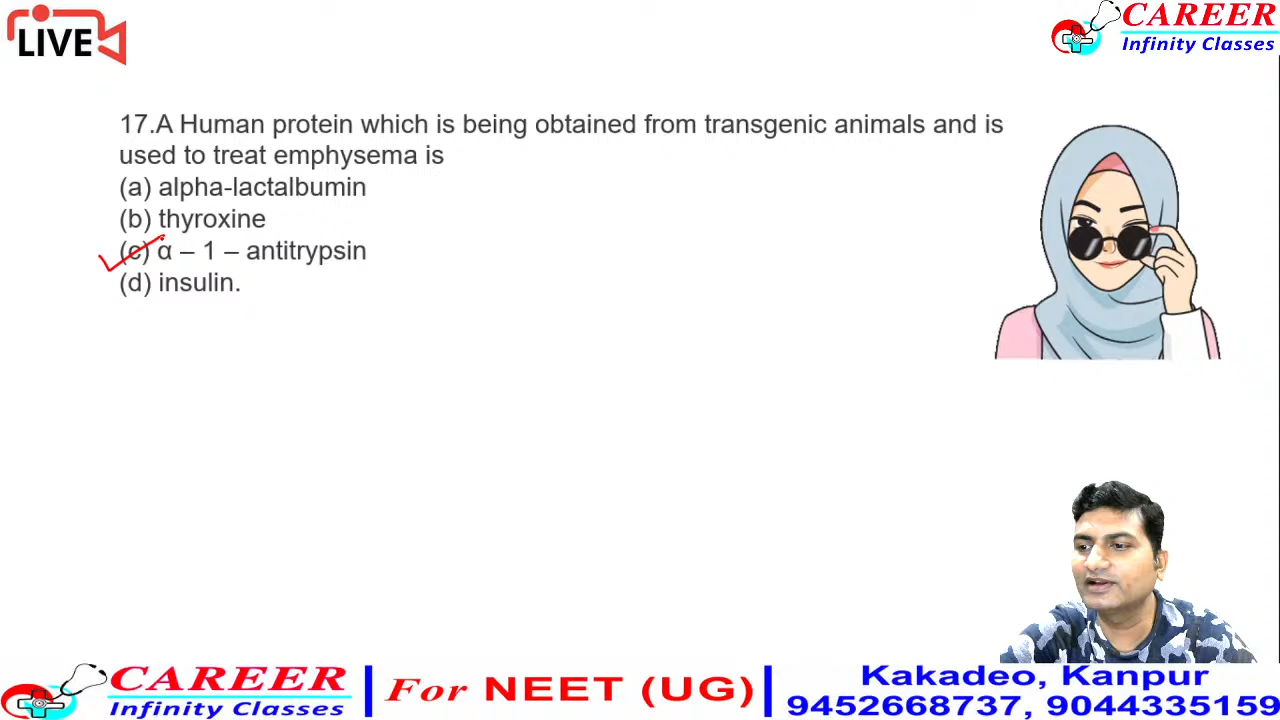 LIVE
CAREER
Infinity Classes
17.A Human protein which is being obtained from transgenic animals and is
used to treat emphysema is
(a) alpha-lactalbumin
(b) thyroxine
(c) α – 1 – antitrypsin
(d) insulin.
CAREER
Infinity Classes
For NEET (UG)
Kakadeo, Kanpur
9452668737, 9044335159